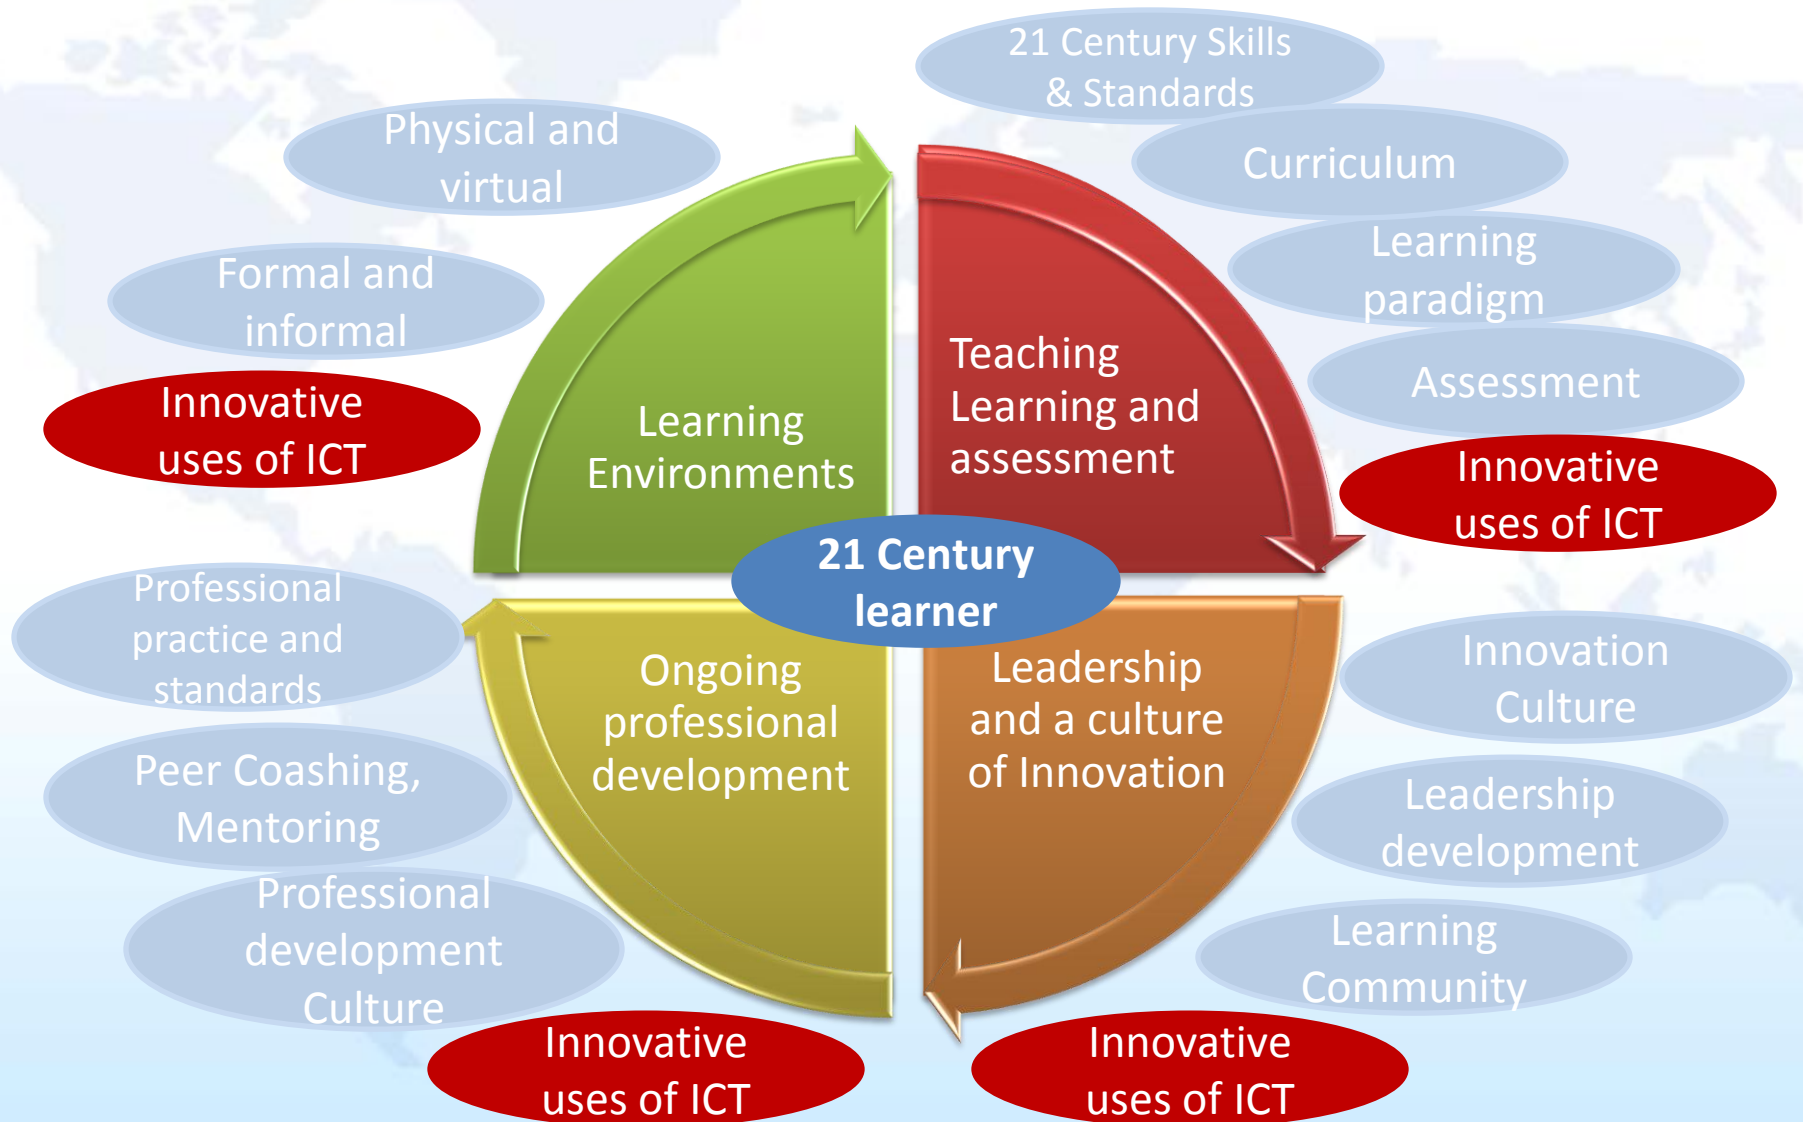 21 Century Skills
& Standards
Physical and
virtual
Curriculum
Formal and
informal
Learning
paradigm
Innovative
uses of ICT
Assessment
Learning
Environments
Teaching
Learning and
assessment
Innovative
uses of ICT
21 Century
learner
Professional
practice and
standards
Ongoing
professional
development
Leadership
and a culture
of Innovation
Innovation
Culture
Peer Coashing,
Mentoring
Leadership
development
Professional
development
Culture
Learning
Community
Innovative
uses of ICT
Innovative
uses of ICT